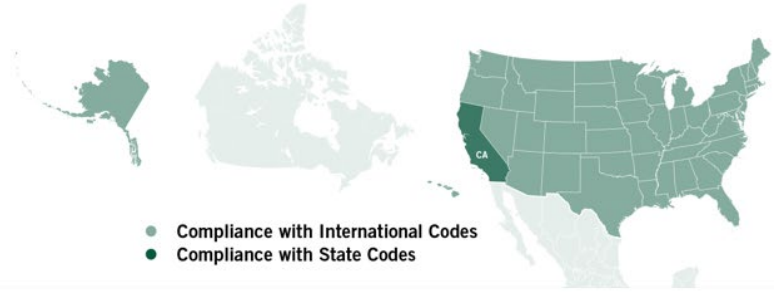 CA
Compliance with International Codes
Compliance with State Codes